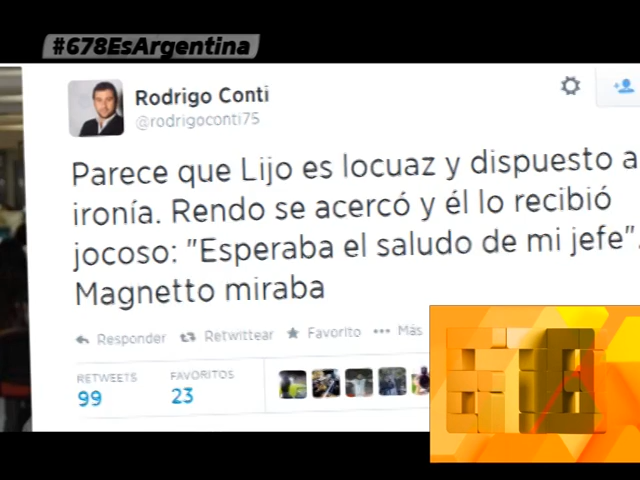 #678EsArgentina
Rodrigo Conti
@rodrigoconti75
Parece que Lijo es locuaz y dispuesto a
ironía. Rendo se acercó y él lo recibió
jocoso: "Esperaba el saludo de mi jefe".
Magnetto miraba
Responder Retwittear Favorito Más
RETWEETS FAVORITOS
99 23
678